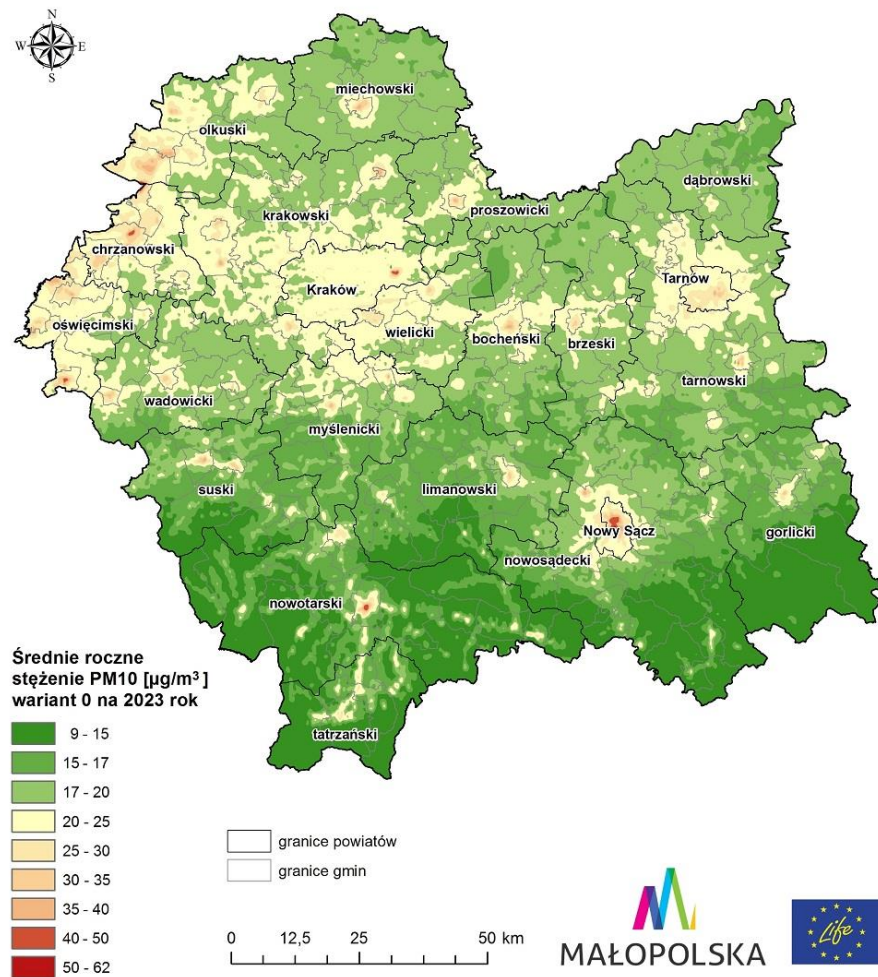 N
W
E
S
miechowski
olkuski
dąbrowski
krakowski
proszowicki
chrzanowski
Tarnów
Kraków
oświęcimski
wielicki
bocheński
brzeski
tarnowski
wadowicki
myślenicki
suski
limanowski
Nowy Sącz
gorlicki
nowosądecki
nowotarski
tatrzański
Średnie roczne
stężenie PM10 [µg/m³]
wariant 0 na 2023 rok
9 - 15
15 - 17
17 - 20
20 - 25
25 - 30
30 - 35
35 - 40
40 - 50
50 - 62
granice powiatów
granice gmin
0 12,5 25 50 km
MAŁOPOLSKA
Life